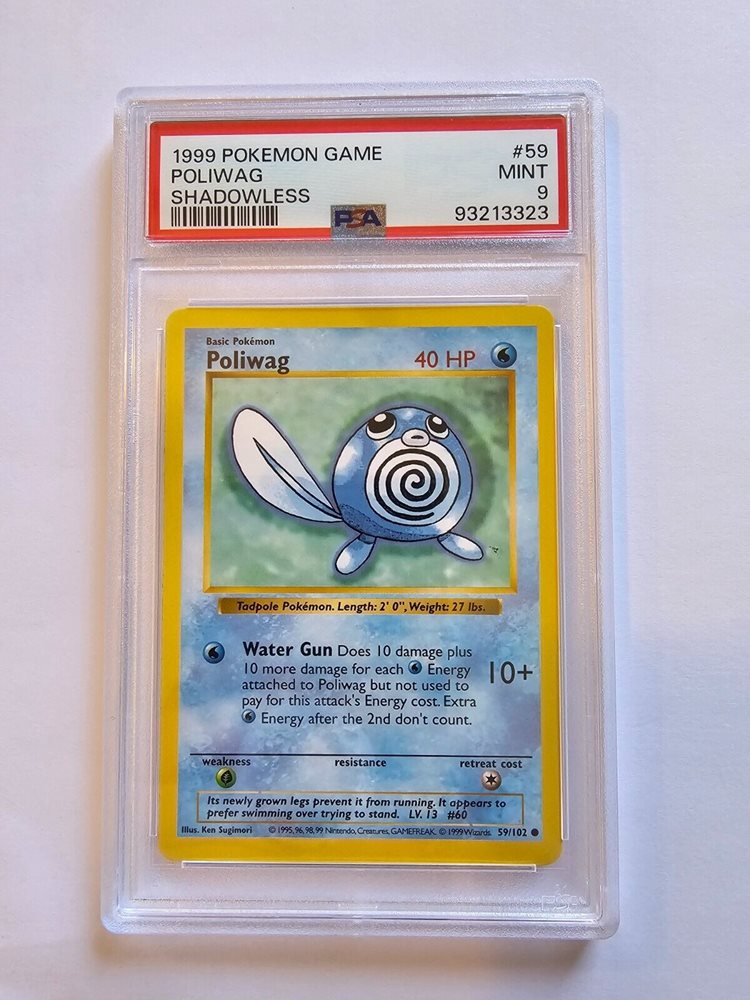 1999 POKEMON GAME #59
POLIWAG MINT
SHADOWLESS 9
PSA 93213323
Basic Pokémon
Poliwag 40 HP
Tadpole Pokémon. Length: 2' 0", Weight: 27 lbs.
Water Gun Does 10 damage plus
10 more damage for each Energy
attached to Poliwag but not used to
pay for this attack's Energy cost. Extra
Energy after the 2nd don't count.
10+
weakness resistance retreat cost
Its newly grown legs prevent it from running. It appears to
prefer swimming over trying to stand. LV. 13 #60
Illus. Ken Sugimori © 1995, 96, 98, 99 Nintendo, Creatures, GAMEFREAK. © 1999 Wizards. 59/102